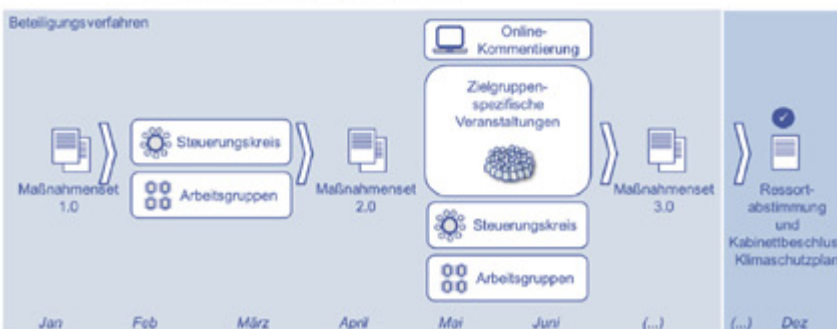 Beteiligungsverfahren
Maßnahmenset
1.0
Steuerungskreis
Arbeitsgruppen
Maßnahmenset
2.0
Online-
Kommentierung
Zielgruppen-
spezifische
Veranstaltungen
Steuerungskreis
Arbeitsgruppen
Maßnahmenset
3.0
Ressort-
abstimmung
und
Kabinettbeschluss
Klimaschutzplan
Jan Feb März April Mai Juni (...) (...) Dez